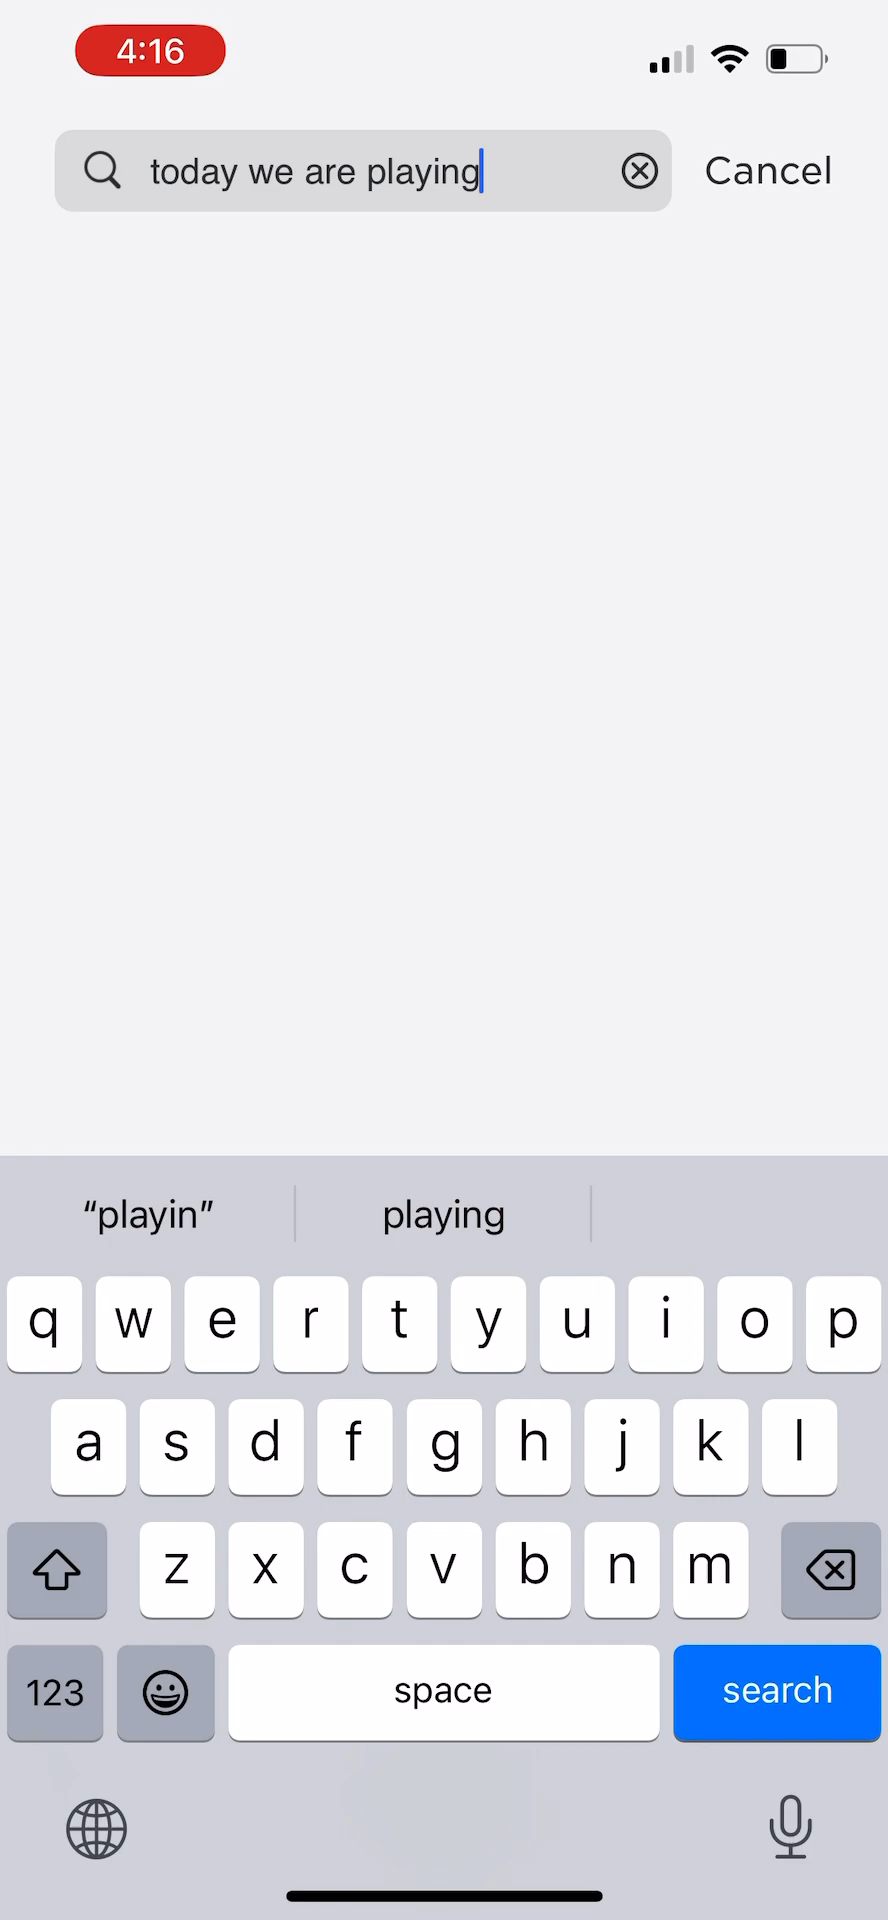 4:16
today we are playing Cancel
“playin” playing
q w e r t y u i o p
a s d f g h j k l
z x c v b n m
123 space search